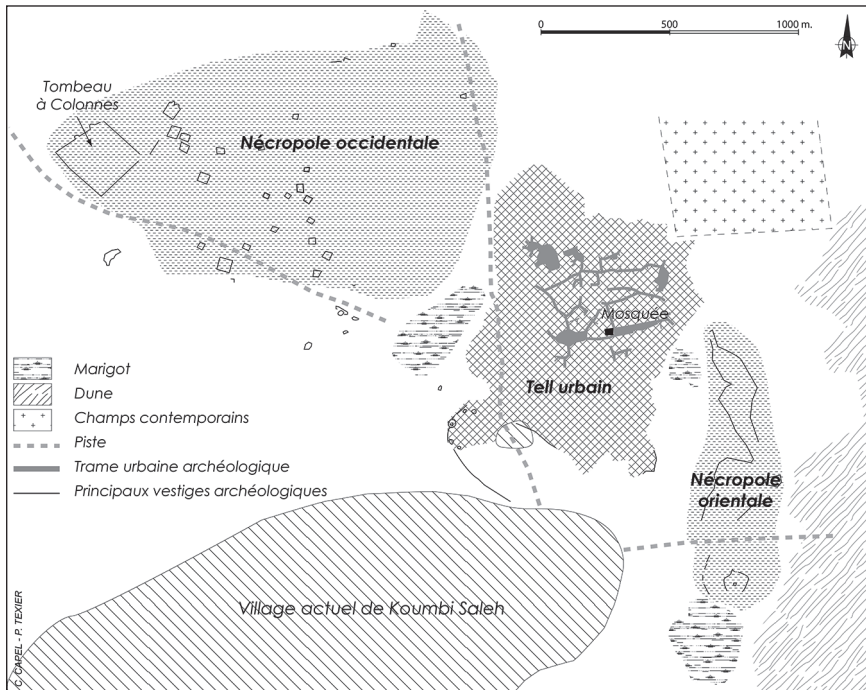 0 500 1000 m.
N
Tombeau
à Colonnes
Nécropole occidentale
Mosquée
Tell urbain
Marigot
Dune
Champs contemporains
Piste
Trame urbaine archéologique
Principaux vestiges archéologiques
Nécropole
orientale
Village actuel de Koumbi Saleh
C. CAPEL - P. TEXIER